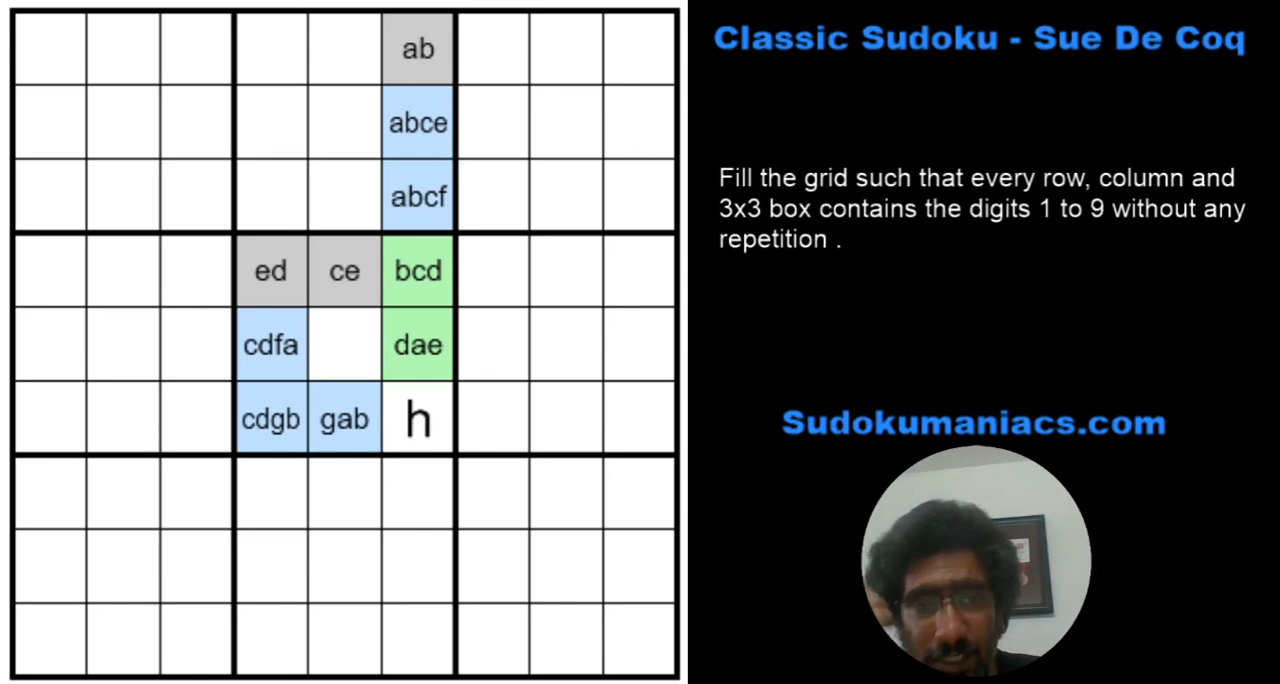 ab
abce
abcf
ed ce bcd
cdfa dae
cdgb gab h
Classic Sudoku - Sue De Coq
Fill the grid such that every row, column and
3x3 box contains the digits 1 to 9 without any
repetition .
Sudokumaniacs.com